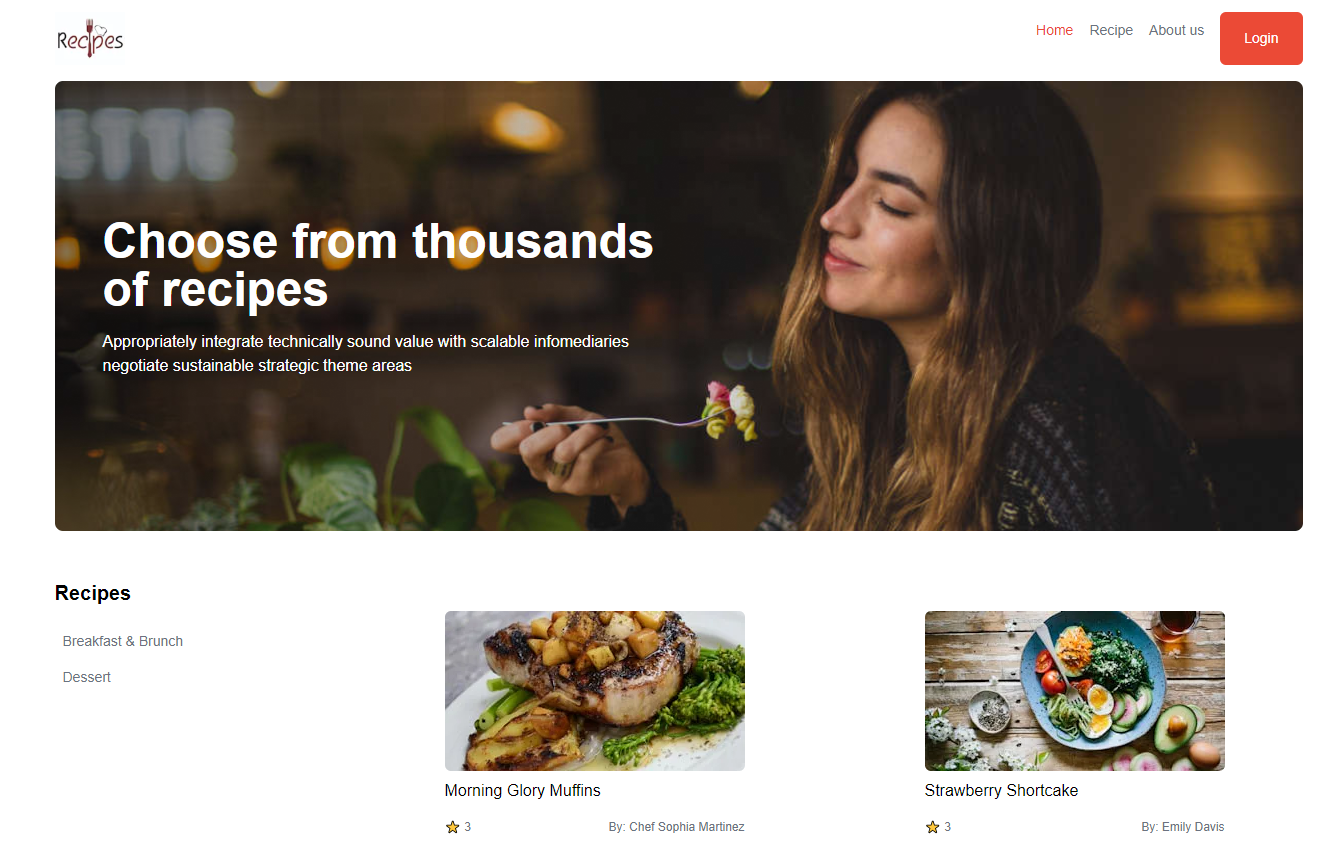 Recipes
Home Recipe About us Login
ETTE
Choose from thousands
of recipes
Appropriately integrate technically sound value with scalable infomediaries
negotiate sustainable strategic theme areas
Recipes
Breakfast & Brunch
Dessert
Morning Glory Muffins
3 By: Chef Sophia Martinez
Strawberry Shortcake
3 By: Emily Davis